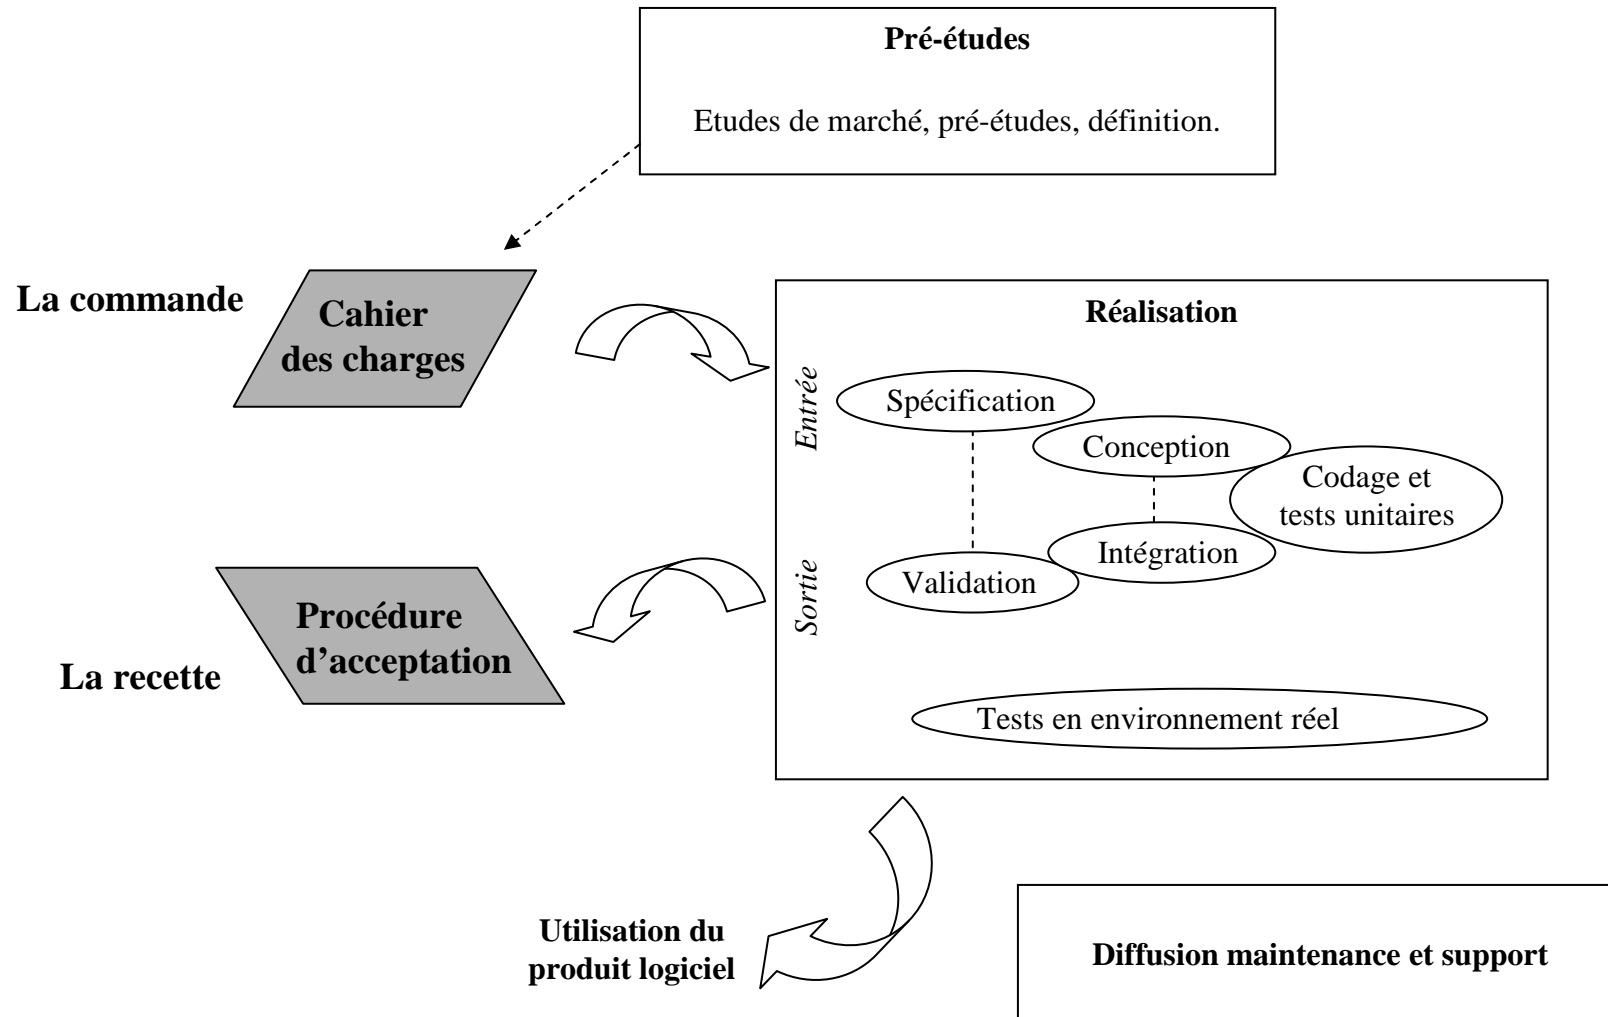 Pré-études
Etudes de marché, pré-études, définition.
La commande
Cahier
des charges
Réalisation
Entrée
Spécification
Conception
Codage et
tests unitaires
Intégration
Validation
Sortie
Procédure
d’acceptation
La recette
Tests en environnement réel
Utilisation du
produit logiciel
Diffusion maintenance et support